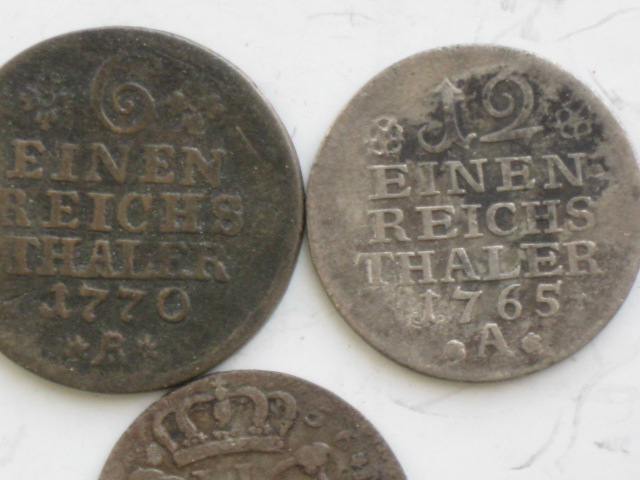 6
EINEN
REICHS
THALER
1770
* B *
12
EINEN
REICHS
THALER
1765
A